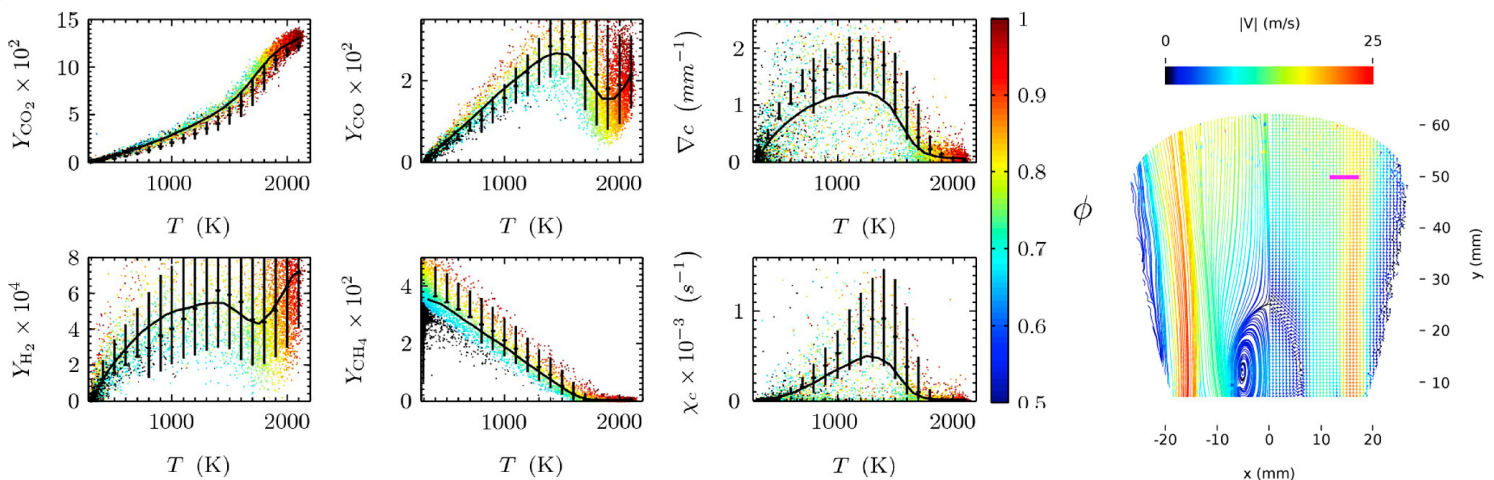 |V| (m/s)
0 25
Y_CO2 × 10^2
15
10
5
0
1000 2000
T (K)
Y_CO × 10^2
2
0
1000 2000
T (K)
∇c (mm^−1)
2
1
0
1000 2000
T (K)
Y_H2 × 10^4
8
6
4
2
0
1000 2000
T (K)
Y_CH4 × 10^2
4
2
0
1000 2000
T (K)
χ_c × 10^−3 (s^−1)
1
0
1000 2000
T (K)
1
0.9
0.8
0.7
0.6
0.5
ϕ
60
50
40
30
20
10
y (mm)
-20 -10 0 10 20
x (mm)